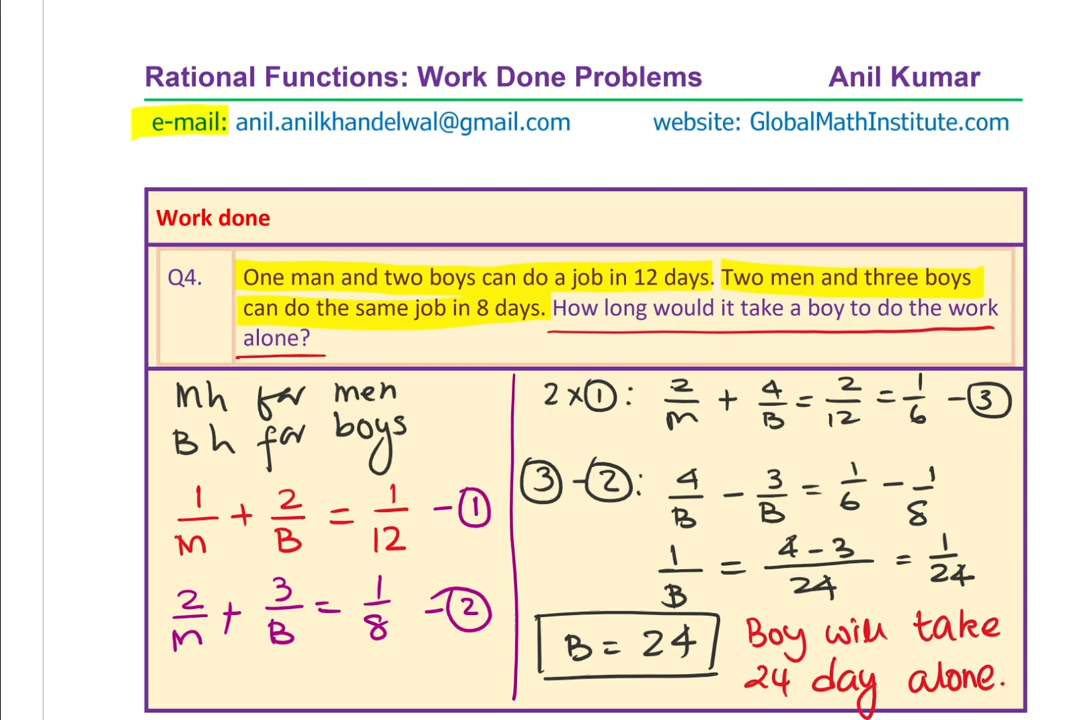 Rational Functions: Work Done Problems Anil Kumar
e-mail: anil.anilkhandelwal@gmail.com website: GlobalMathInstitute.com
Work done
Q4. One man and two boys can do a job in 12 days. Two men and three boys
can do the same job in 8 days. How long would it take a boy to do the work
alone?
Mh for men
Bh for boys
1/m + 2/B = 1/12 - ①
2/m + 3/B = 1/8 - ②
2 × ①: 2/m + 4/B = 2/12 = 1/6 - ③
③ - ②: 4/B - 3/B = 1/6 - 1/8
1/B = 4-3/24 = 1/24
B = 24
Boy will take
24 day alone.